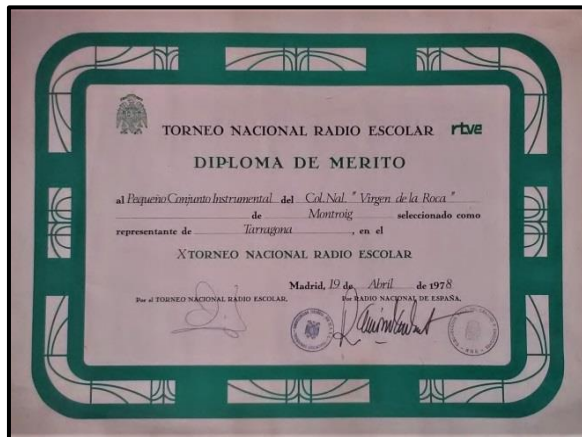 TORNEO NACIONAL RADIO ESCOLAR rtve
DIPLOMA DE MERITO
al Pequeño Conjunto Instrumental del Col. Nal. " Virgen de la Roca "
de Montroig seleccionado como
representante de Tarragona , en el
X TORNEO NACIONAL RADIO ESCOLAR
Madrid, 19 de Abril de 1978
Por el TORNEO NACIONAL RADIO ESCOLAR, Por RADIO NACIONAL DE ESPAÑA,